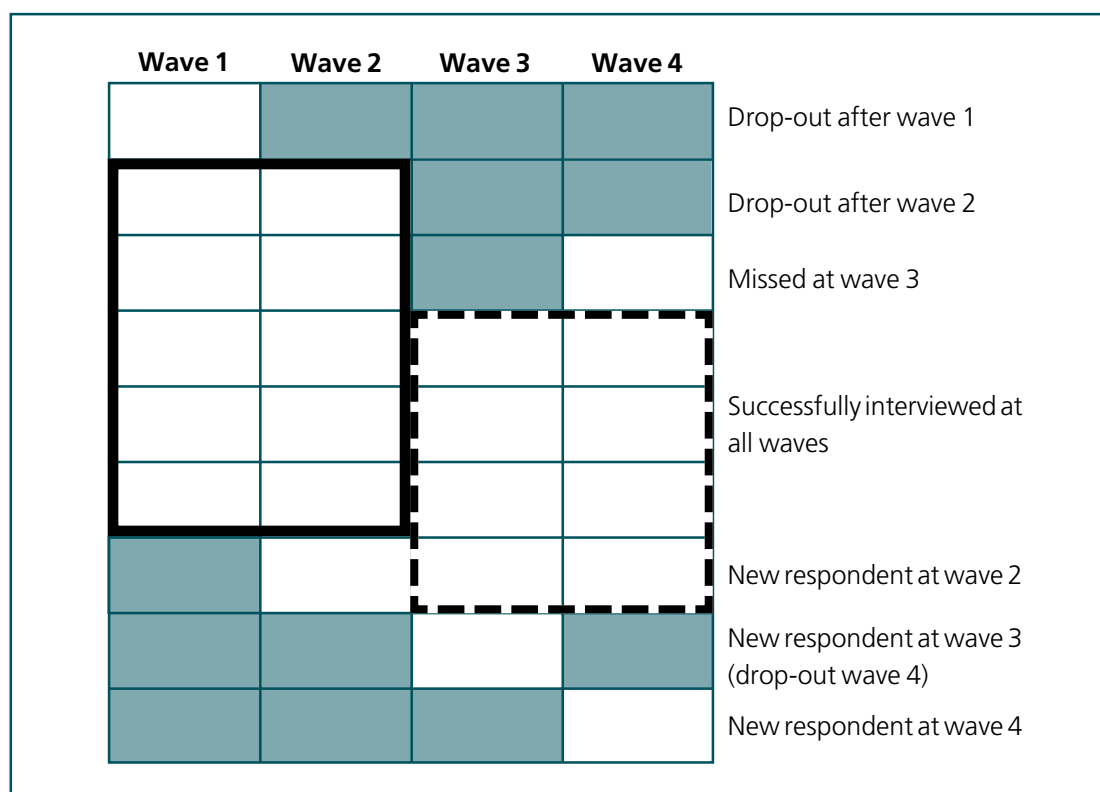 Wave 1 Wave 2 Wave 3 Wave 4
Drop-out after wave 1
Drop-out after wave 2
Missed at wave 3
Successfully interviewed at
all waves
New respondent at wave 2
New respondent at wave 3
(drop-out wave 4)
New respondent at wave 4